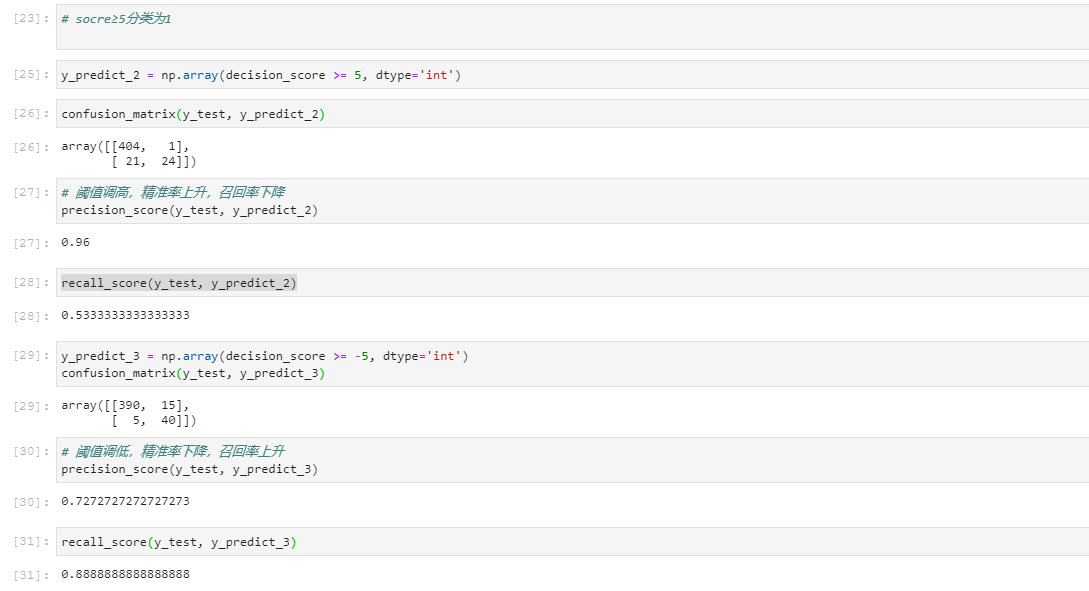 [23]: # socre≥5分类为1
[25]: y_predict_2 = np.array(decision_score >= 5, dtype='int')
[26]: confusion_matrix(y_test, y_predict_2)
[26]: array([[404,   1],
       [ 21,  24]])
[27]: # 阈值调高，精准率上升，召回率下降
precision_score(y_test, y_predict_2)
[27]: 0.96
[28]: recall_score(y_test, y_predict_2)
[28]: 0.5333333333333333
[29]: y_predict_3 = np.array(decision_score >= -5, dtype='int')
confusion_matrix(y_test, y_predict_3)
[29]: array([[390,  15],
       [  5,  40]])
[30]: # 阈值调低，精准率下降，召回率上升
precision_score(y_test, y_predict_3)
[30]: 0.7272727272727273
[31]: recall_score(y_test, y_predict_3)
[31]: 0.8888888888888888